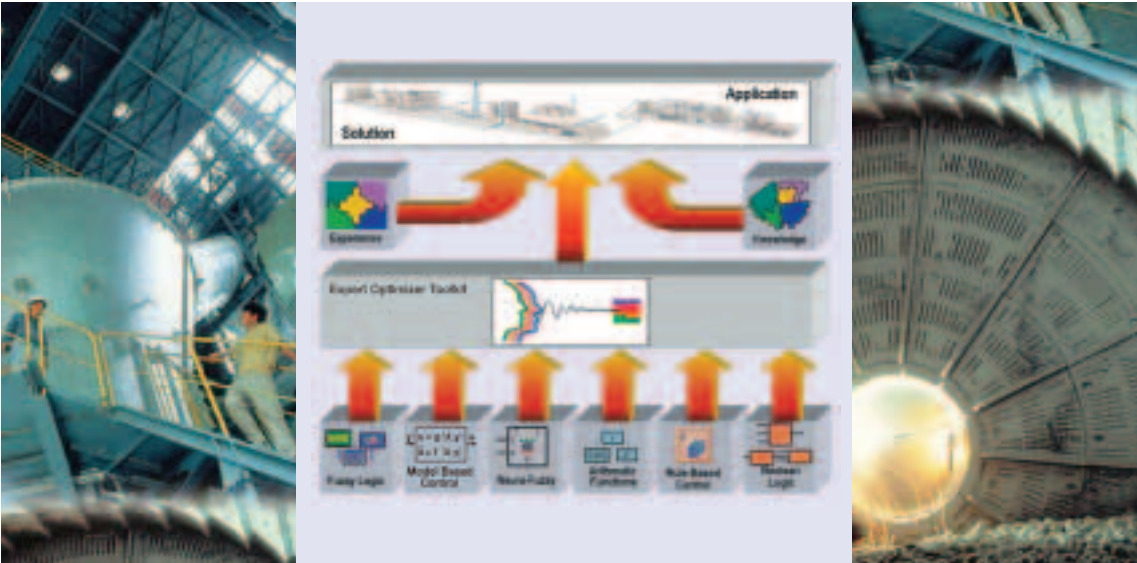 Application
Solution
Experience
Knowledge
Expert Optimizer Toolkit
Fuzzy Logic
Model Based
Control
Neuro-Fuzzy
Arithmetic
Functions
Rule-Based
Control
Boolean
Logic